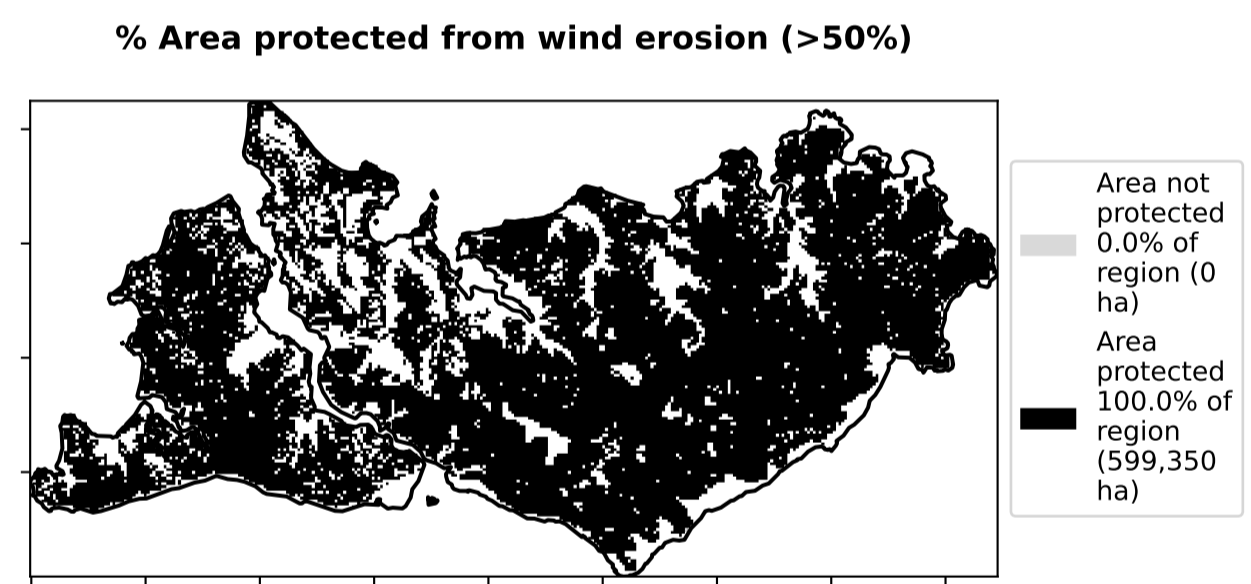 % Area protected from wind erosion (>50%)
Area not
protected
0.0% of
region (0
ha)
Area
protected
100.0% of
region
(599,350
ha)